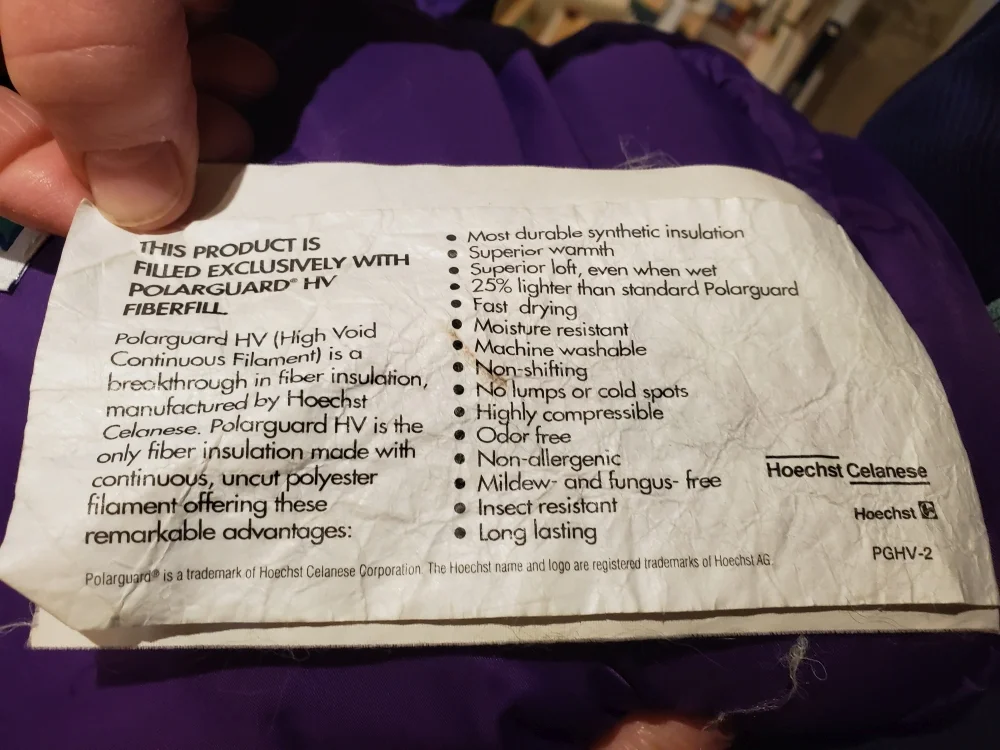 THIS PRODUCT IS
FILLED EXCLUSIVELY WITH
POLARGUARD® HV
FIBERFILL
Polarguard HV (High Void
Continuous Filament) is a
breakthrough in fiber insulation,
manufactured by Hoechst
Celanese. Polarguard HV is the
only fiber insulation made with
continuous, uncut polyester
filament offering these
remarkable advantages:
• Most durable synthetic insulation
• Superior warmth
• Superior loft, even when wet
• 25% lighter than standard Polarguard
• Fast drying
• Moisture resistant
• Machine washable
• Non-shifting
• No lumps or cold spots
• Highly compressible
• Odor free
• Non-allergenic
• Mildew- and fungus- free
• Insect resistant
• Long lasting
Hoechst Celanese
Hoechst
PGHV-2
Polarguard® is a trademark of Hoechst Celanese Corporation. The Hoechst name and logo are registered trademarks of Hoechst AG.